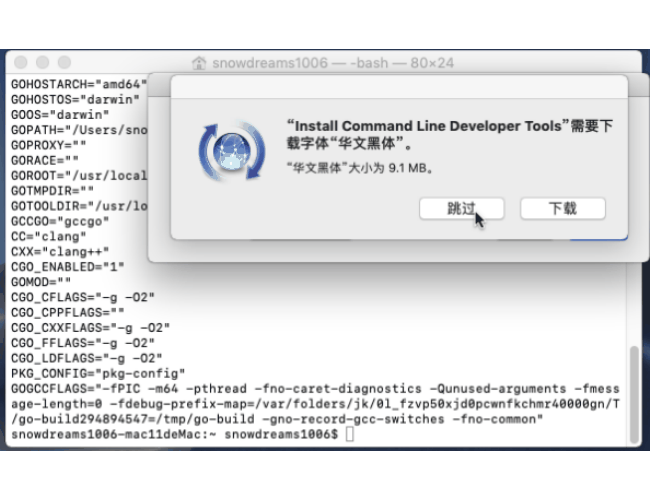 snowdreams1006 — -bash — 80×24
GOHOSTARCH="amd64"
GOHOSTOS="darwin"
GOOS="darwin"
GOPATH="/Users/sno
GOPROXY=""
GORACE=""
GOROOT="/usr/local
GOTMPDIR=""
GOTOOLDIR="/usr/lo
GCCGO="gccgo"
CC="clang"
CXX="clang++"
CGO_ENABLED="1"
GOMOD=""
CGO_CFLAGS="-g -O2"
CGO_CPPFLAGS=""
CGO_CXXFLAGS="-g -O2"
CGO_FFLAGS="-g -O2"
CGO_LDFLAGS="-g -O2"
PKG_CONFIG="pkg-config"
GOGCCFLAGS="-fPIC -m64 -pthread -fno-caret-diagnostics -Qunused-arguments -fmess
age-length=0 -fdebug-prefix-map=/var/folders/jk/0l_fzvp50xjd0pcwnfkchmr40000gn/T
/go-build294894547=/tmp/go-build -gno-record-gcc-switches -fno-common"
snowdreams1006-mac11deMac:~ snowdreams1006$
“Install Command Line Developer Tools”需要下
载字体“华文黑体”。
“华文黑体”大小为 9.1 MB。
跳过
下载